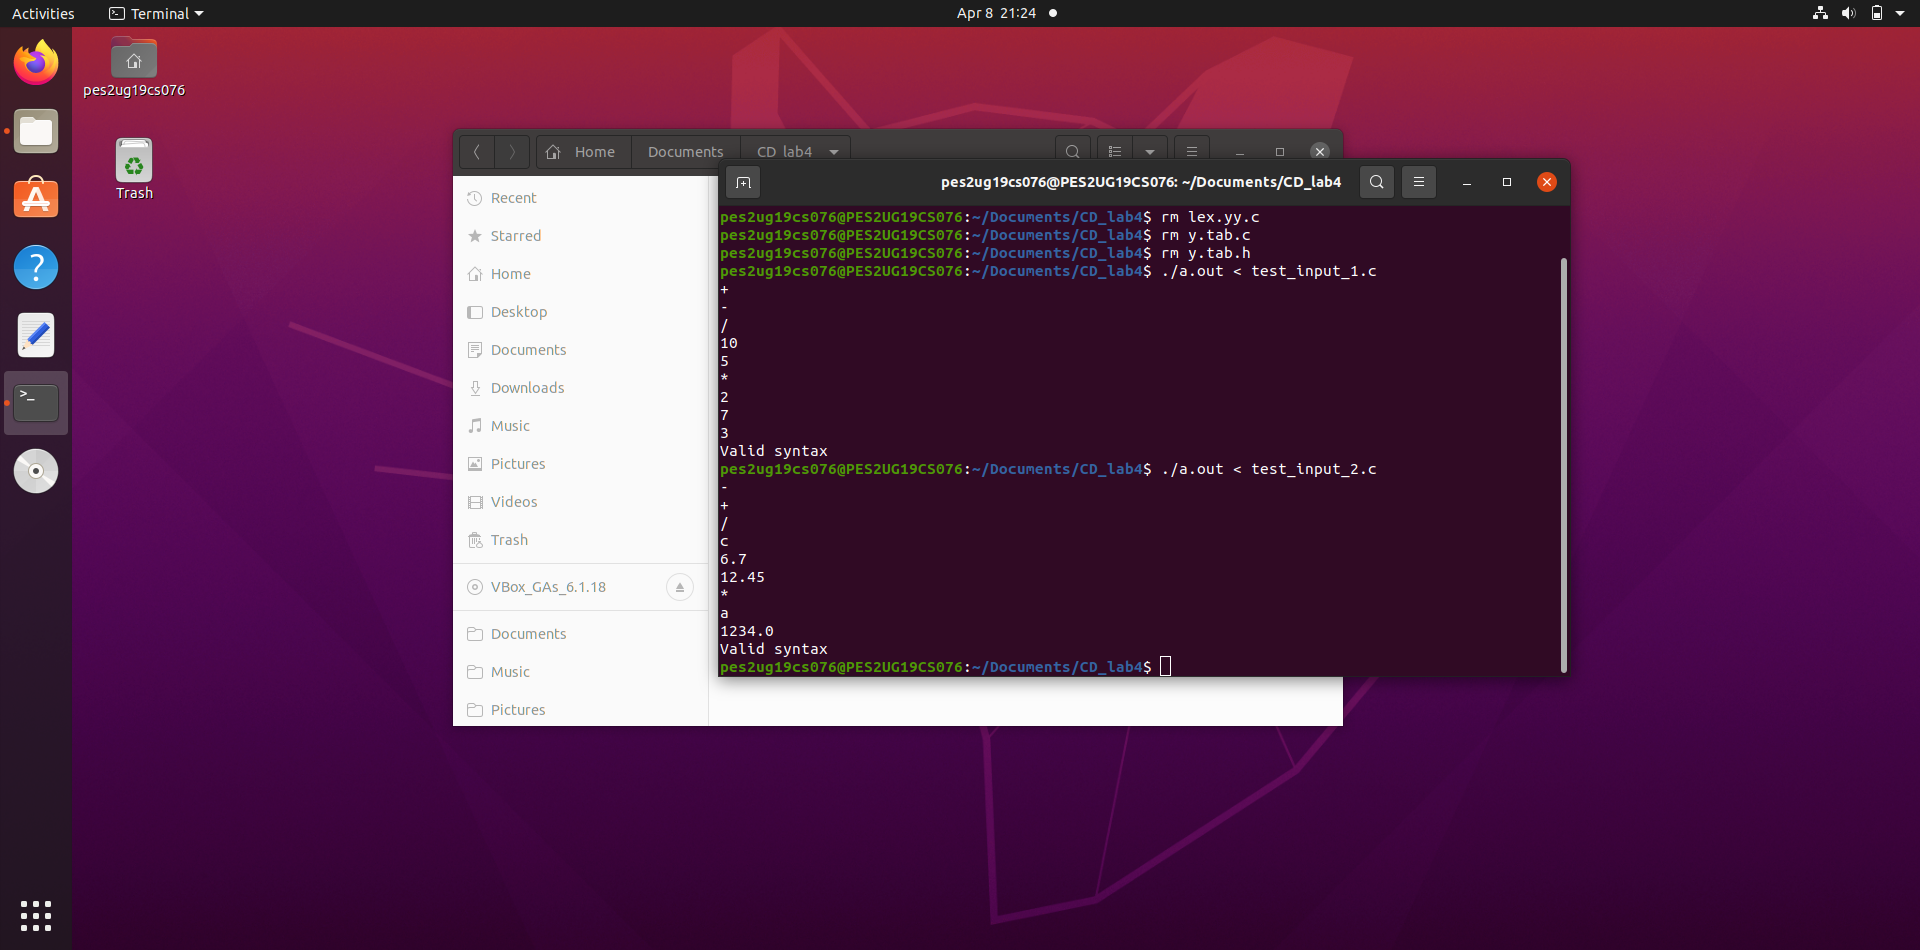 Activities
Terminal
Apr 8 21:24
pes2ug19cs076
Trash
Home
Documents
CD_lab4
Recent
Starred
Home
Desktop
Documents
Downloads
Music
Pictures
Videos
Trash
VBox_GAs_6.1.18
Documents
Music
Pictures
pes2ug19cs076@PES2UG19CS076: ~/Documents/CD_lab4
pes2ug19cs076@PES2UG19CS076:~/Documents/CD_lab4$ rm lex.yy.c
pes2ug19cs076@PES2UG19CS076:~/Documents/CD_lab4$ rm y.tab.c
pes2ug19cs076@PES2UG19CS076:~/Documents/CD_lab4$ rm y.tab.h
pes2ug19cs076@PES2UG19CS076:~/Documents/CD_lab4$ ./a.out < test_input_1.c
+
-
/
10
5
*
2
7
3
Valid syntax
pes2ug19cs076@PES2UG19CS076:~/Documents/CD_lab4$ ./a.out < test_input_2.c
-
+
/
c
6.7
12.45
*
a
1234.0
Valid syntax
pes2ug19cs076@PES2UG19CS076:~/Documents/CD_lab4$